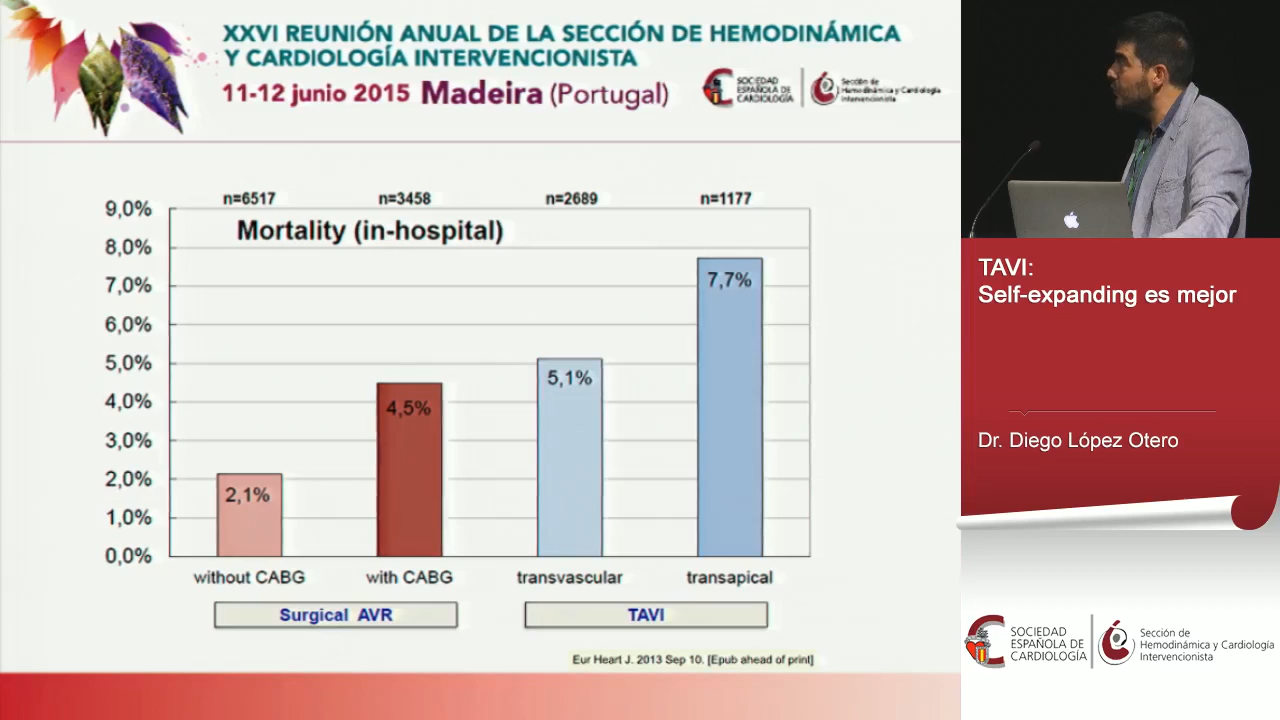 XXVI REUNIÓN ANUAL DE LA SECCIÓN DE HEMODINÁMICA
Y CARDIOLOGÍA INTERVENCIONISTA
11-12 junio 2015 Madeira (Portugal)
SOCIEDAD
ESPAÑOLA DE
CARDIOLOGÍA
Sección de
Hemodinámica y Cardiología
Intervencionista
n=6517 n=3458 n=2689 n=1177
Mortality (in-hospital)
9,0%
8,0%
7,0%
6,0%
5,0%
4,0%
3,0%
2,0%
1,0%
0,0%
2,1%
4,5%
5,1%
7,7%
without CABG with CABG transvascular transapical
Surgical AVR TAVI
Eur Heart J. 2013 Sep 10. [Epub ahead of print]
TAVI:
Self-expanding es mejor
Dr. Diego López Otero
SOCIEDAD
ESPAÑOLA DE
CARDIOLOGÍA
Sección de
Hemodinámica y Cardiología
Intervencionista